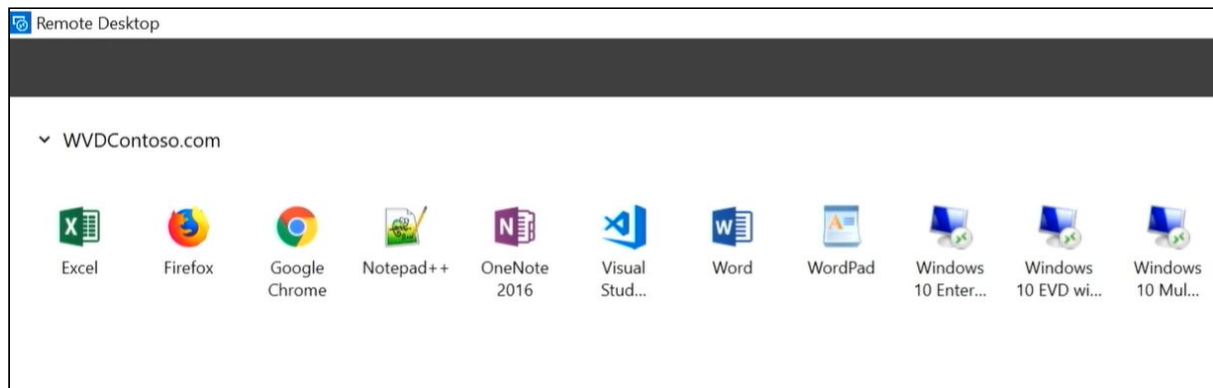 Remote Desktop
WVDContoso.com
Excel
Firefox
Google
Chrome
Notepad++
OneNote
2016
Visual
Stud...
Word
WordPad
Windows
10 Enter...
Windows
10 EVD wi...
Windows
10 Mul...